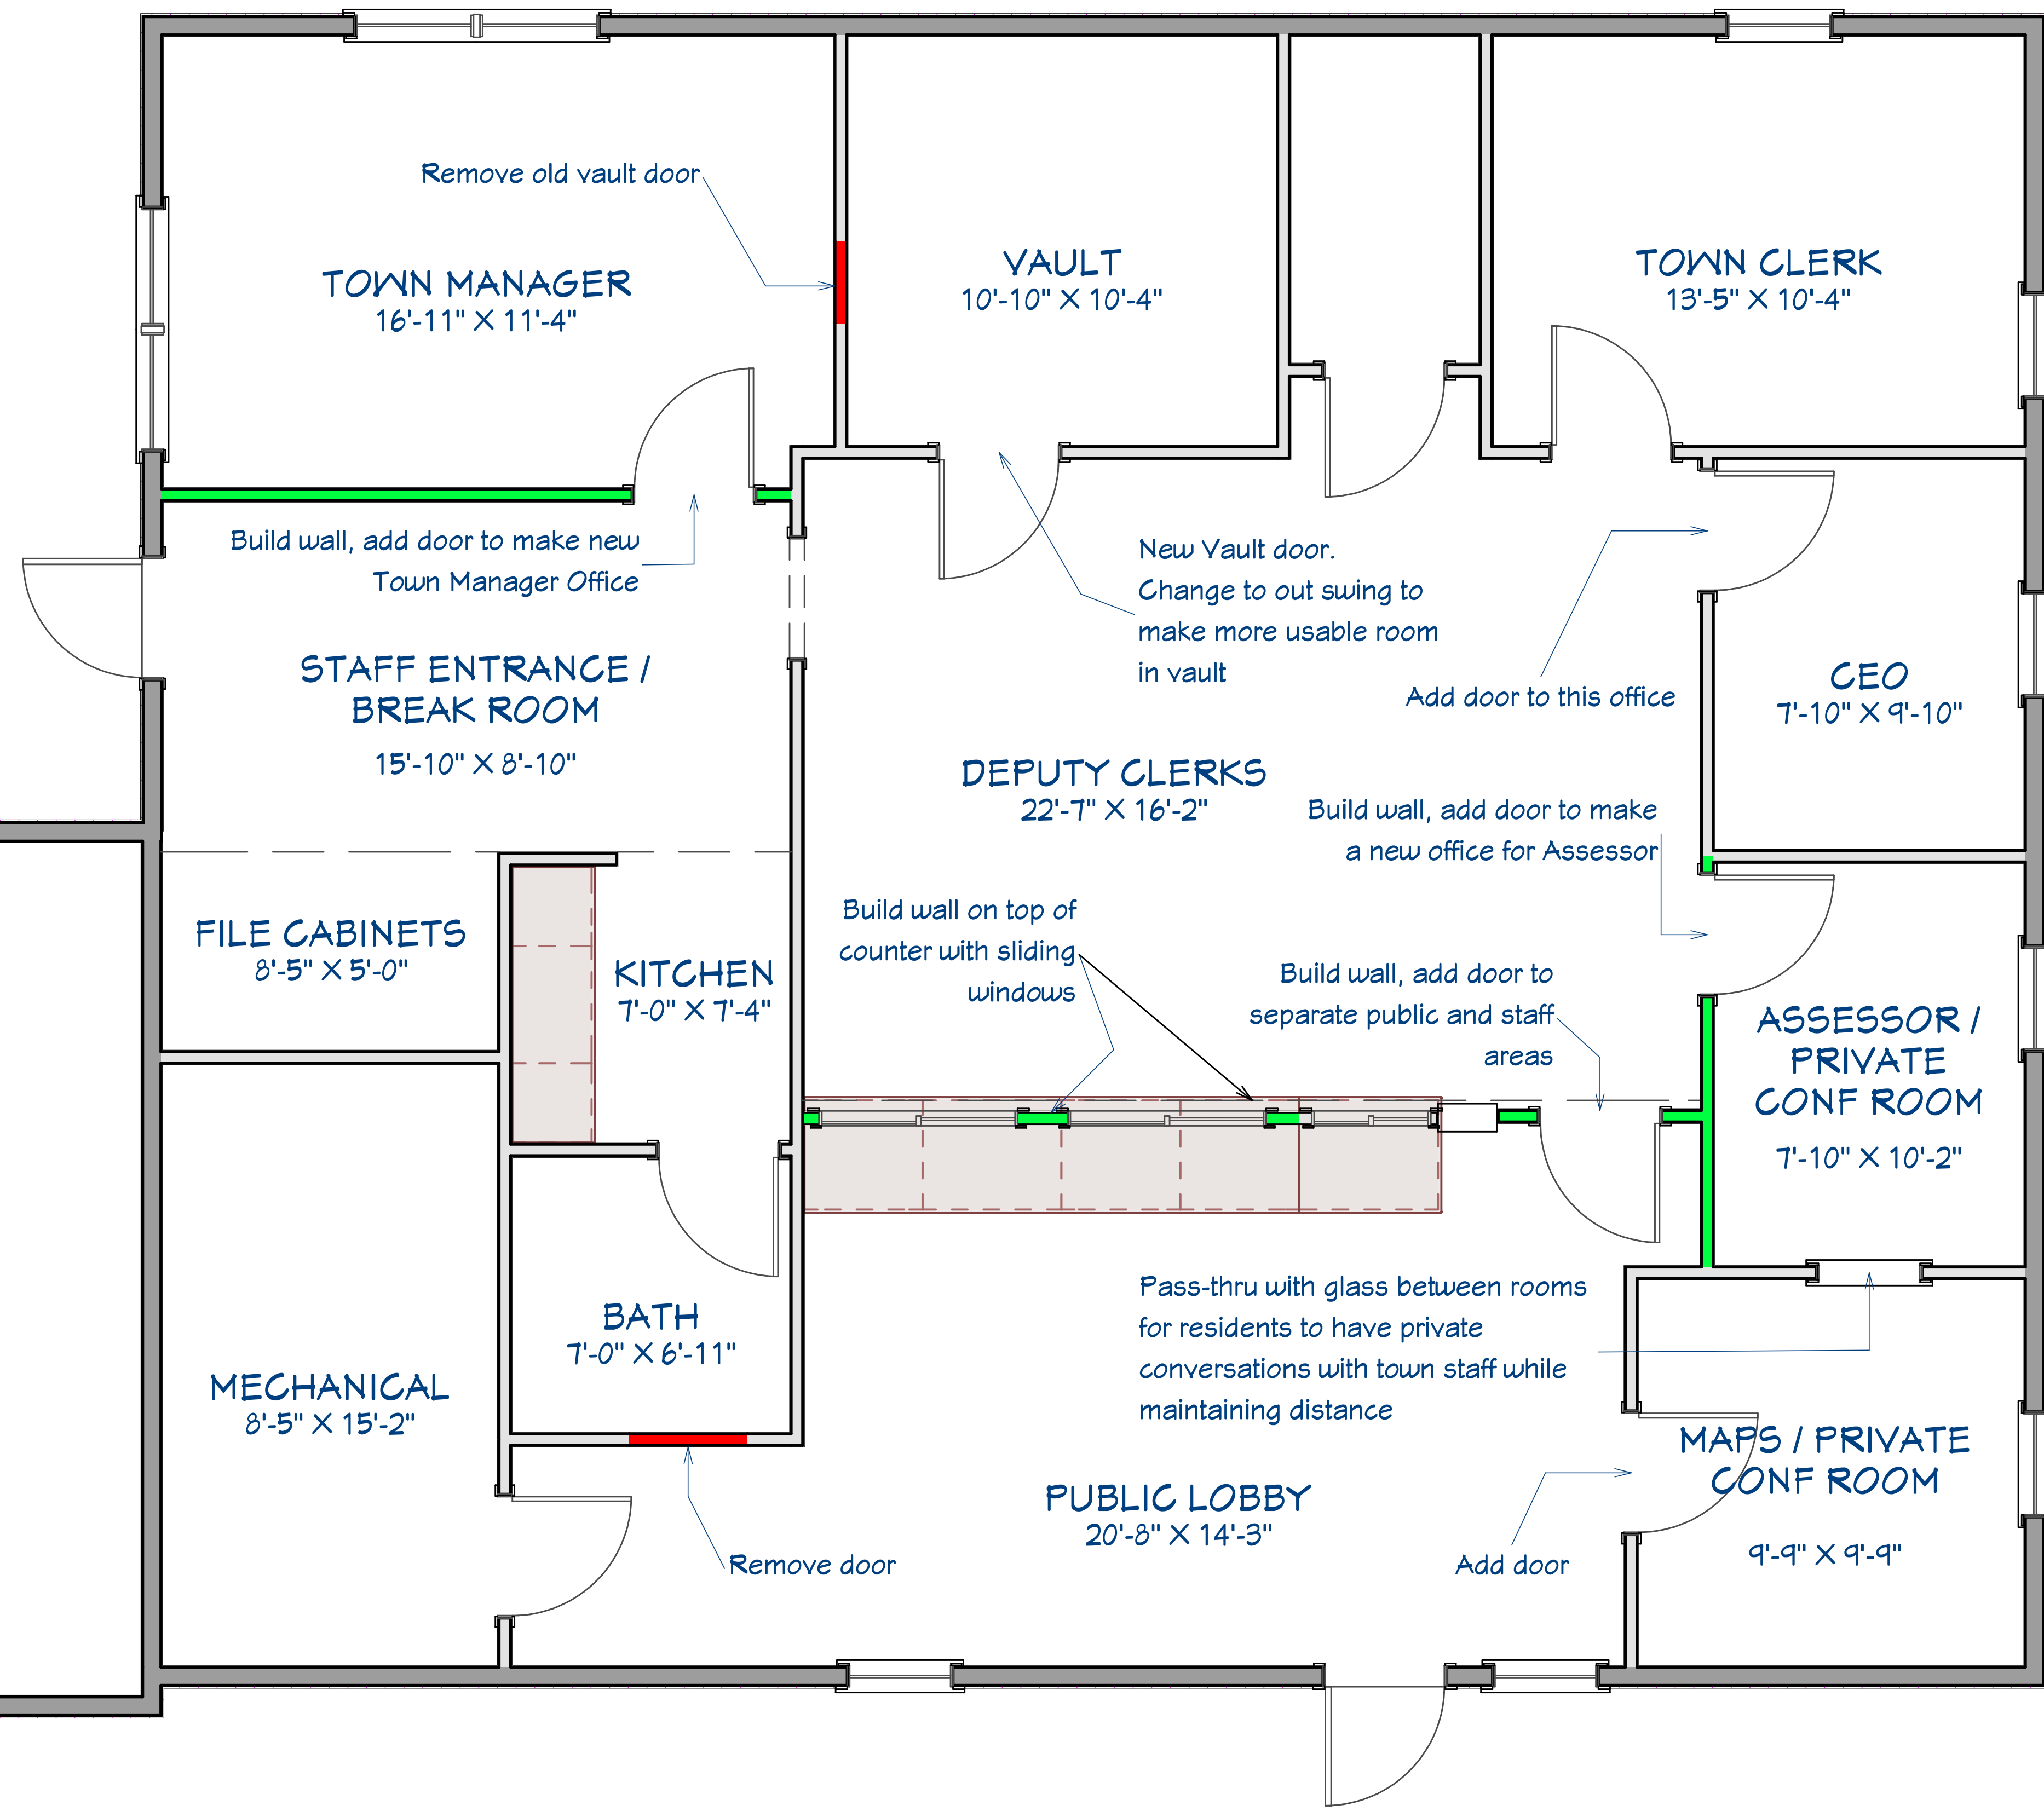 Remove old vault door
TOWN MANAGER
16'-11" X 11'-4"
VAULT
10'-10" X 10'-4"
TOWN CLERK
13'-5" X 10'-4"
Build wall, add door to make new
Town Manager Office
New Vault door.
Change to out swing to
make more usable room
in vault
Add door to this office
CEO
7'-10" X 9'-10"
STAFF ENTRANCE /
BREAK ROOM
15'-10" X 8'-10"
DEPUTY CLERKS
22'-7" X 16'-2"
Build wall, add door to make
a new office for Assessor
FILE CABINETS
8'-5" X 5'-0"
KITCHEN
7'-0" X 7'-4"
Build wall on top of
counter with sliding
windows
Build wall, add door to
separate public and staff
areas
ASSESSOR /
PRIVATE
CONF ROOM
7'-10" X 10'-2"
BATH
7'-0" X 6'-11"
Pass-thru with glass between rooms
for residents to have private
conversations with town staff while
maintaining distance
MECHANICAL
8'-5" X 15'-2"
MAPS / PRIVATE
CONF ROOM
9'-9" X 9'-9"
PUBLIC LOBBY
20'-8" X 14'-3"
Remove door
Add door